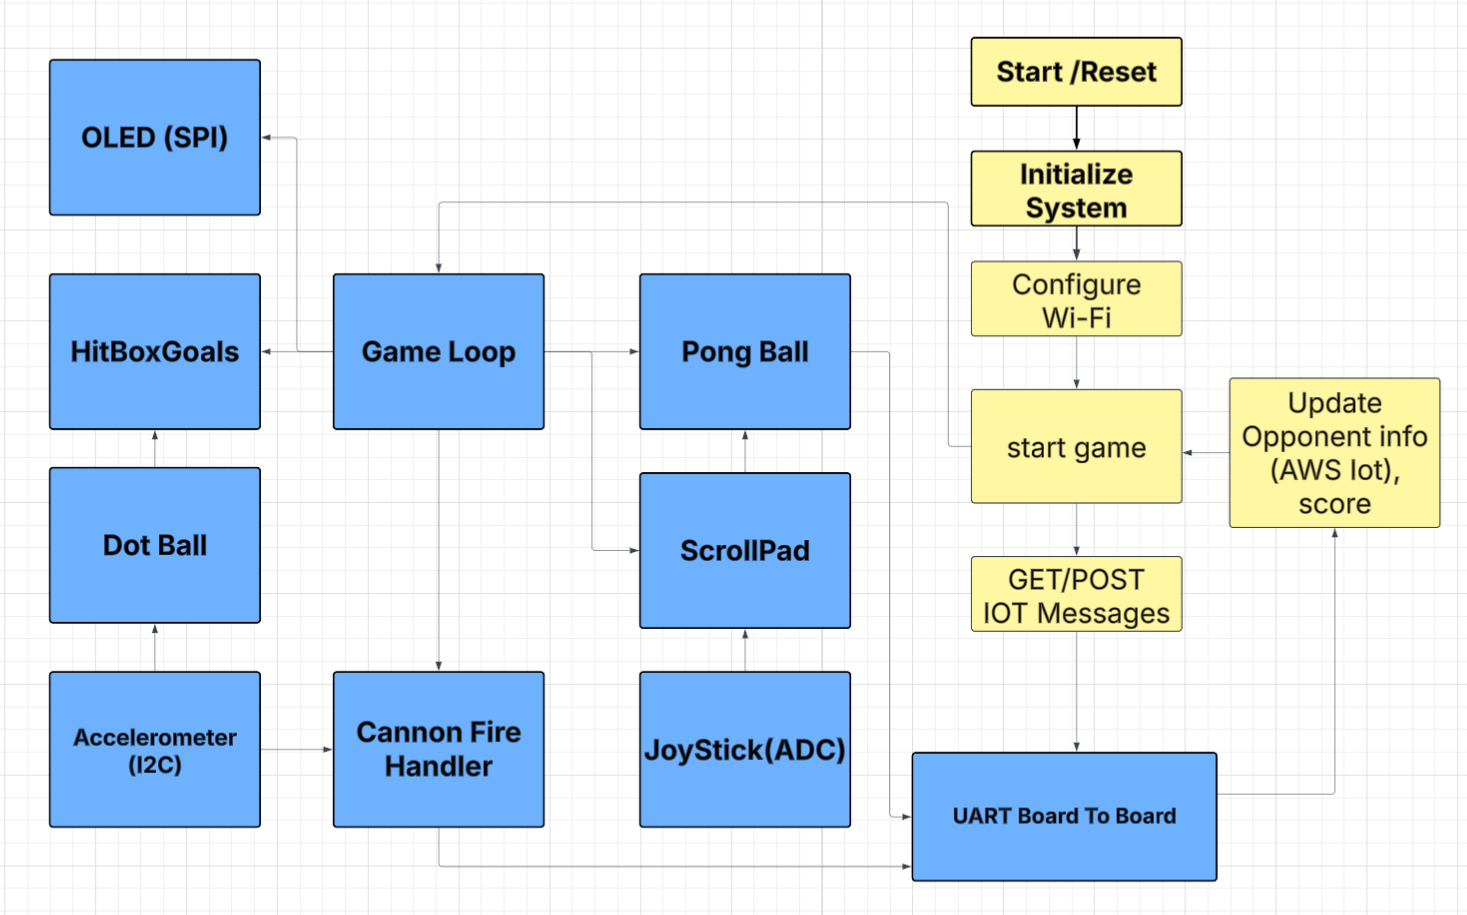 Start /Reset
OLED (SPI)
Initialize
System
Configure
Wi-Fi
HitBoxGoals
Game Loop
Pong Ball
start game
Update
Opponent info
(AWS Iot),
score
Dot Ball
ScrollPad
GET/POST
IOT Messages
Accelerometer
(I2C)
Cannon Fire
Handler
JoyStick(ADC)
UART Board To Board